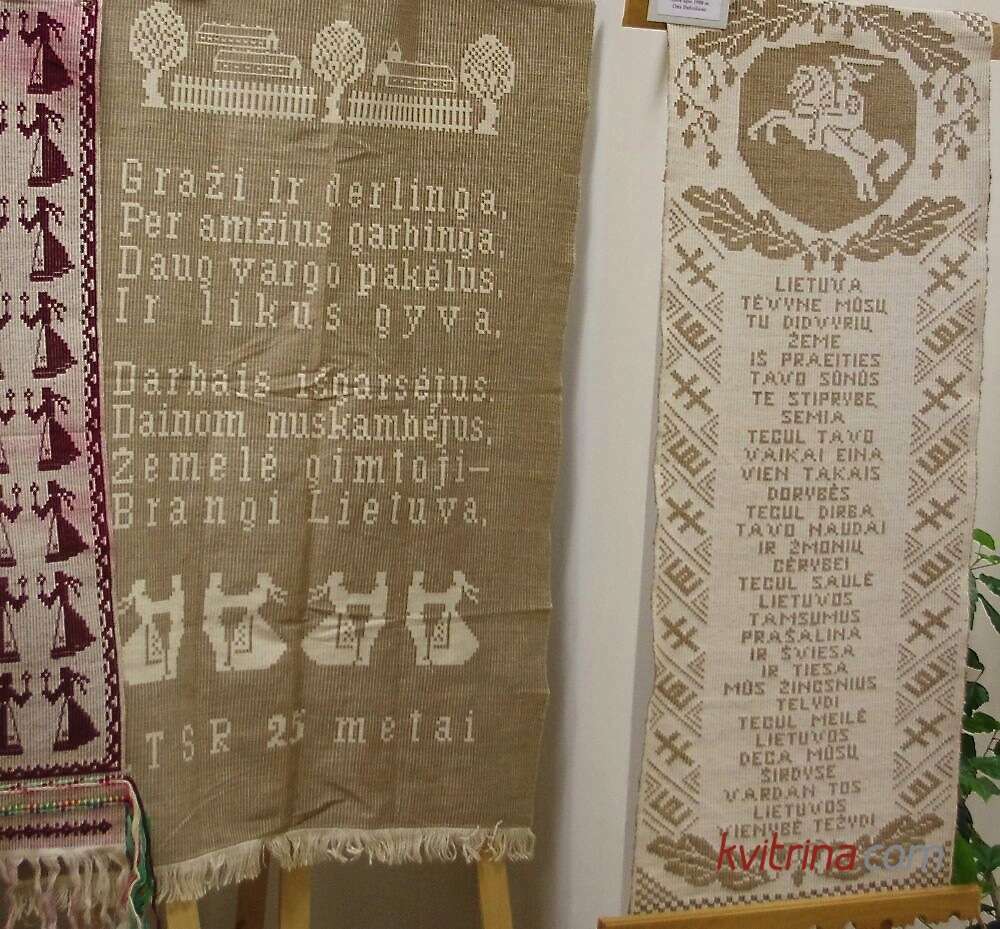 Graži ir derlinga,
Per amžius garbinga,
Daug vargo pakėlus,
Ir likus gyva,
Darbais išgarsėjus
Dainom nuskambėjus,
Žemelė gimtoji—
Brangi Lietuva,
TSR 25 metai
LIETUVA
TĖVYNE MŪSŲ
TU DIDVYRIŲ
ŽEME
IŠ PRAEITIES
TAVO SŪNŪS
TE STIPRYBĘ
SEMIA
TEGUL TAVO
VAIKAI EINA
VIEN TAKAIS
DORYBĖS
TEGUL DIRBA
TAVO NAUDAI
IR ŽMONIŲ
GĖRYBEI
TEGUL SAULĖ
LIETUVOS
TAMSUMUS
PRAŠALINA
IR ŠVIESA
IR TIESA
MŪS ŽINGSNIUS
TELYDI
TEGUL MEILĖ
LIETUVOS
DEGA MŪSŲ
ŠIRDYSE
VARDAN TOS
LIETUVOS
VIENYBĖ TEŽYDI
kvitrina.com